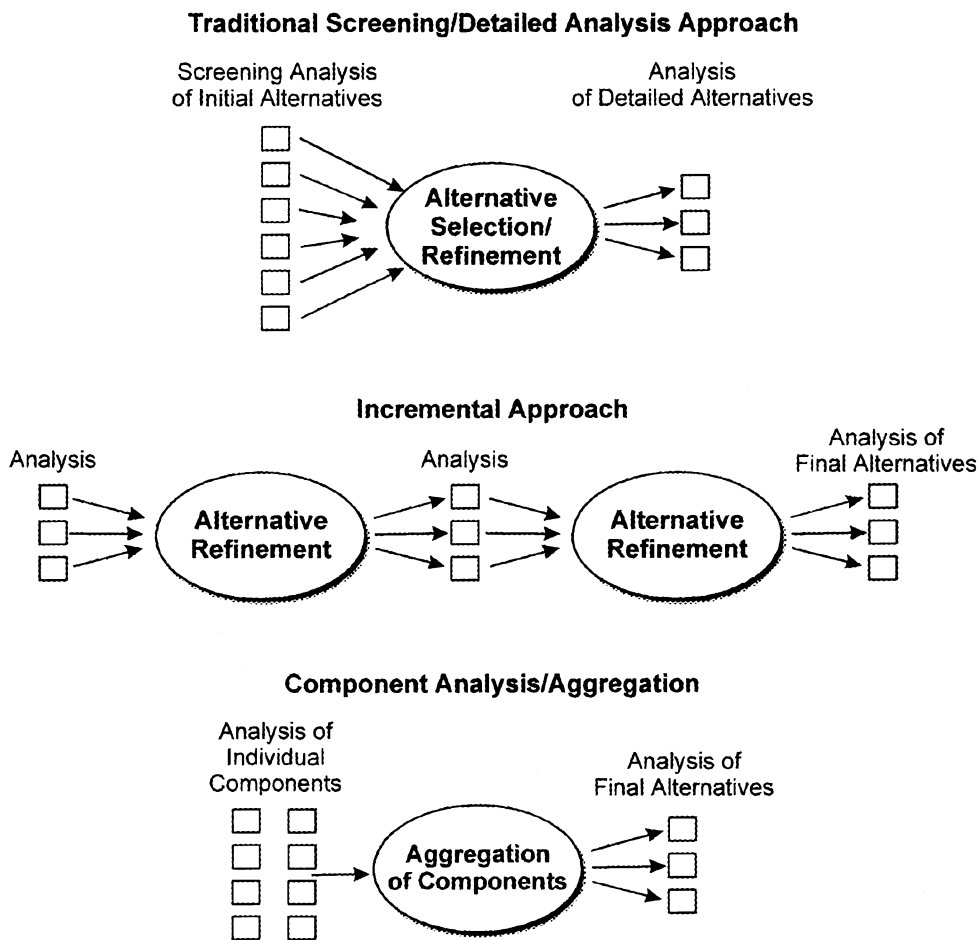 Traditional Screening/Detailed Analysis Approach
Screening Analysis
of Initial Alternatives
Analysis
of Detailed Alternatives
Alternative
Selection/
Refinement
Incremental Approach
Analysis
Analysis
Analysis of
Final Alternatives
Alternative
Refinement
Alternative
Refinement
Component Analysis/Aggregation
Analysis of
Individual
Components
Analysis of
Final Alternatives
Aggregation
of Components